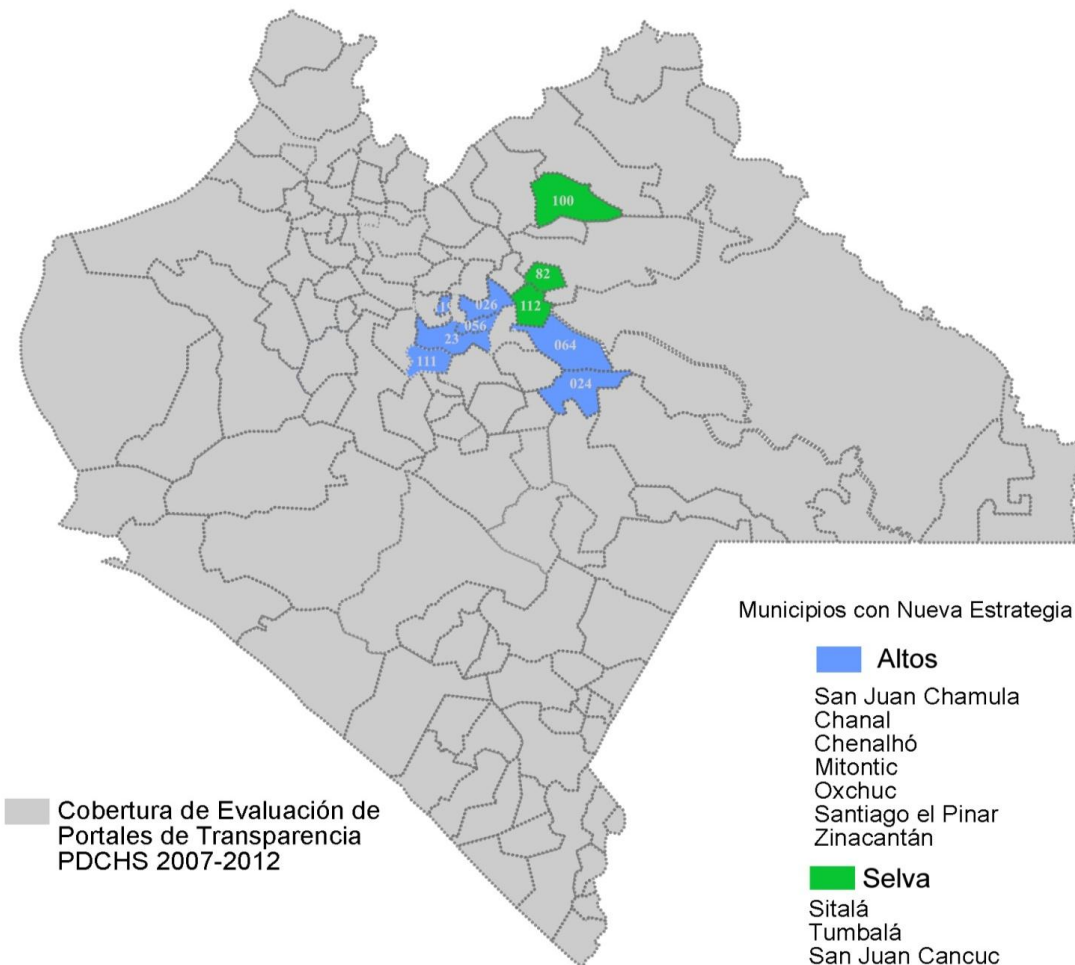 100
82
026
112
056
23
064
111
024
Municipios con Nueva Estrategia
Altos
San Juan Chamula
Chanal
Chenalhó
Mitontic
Oxchuc
Santiago el Pinar
Zinacantán
Cobertura de Evaluación de
Portales de Transparencia
PDCHS 2007-2012
Selva
Sitalá
Tumbalá
San Juan Cancuc